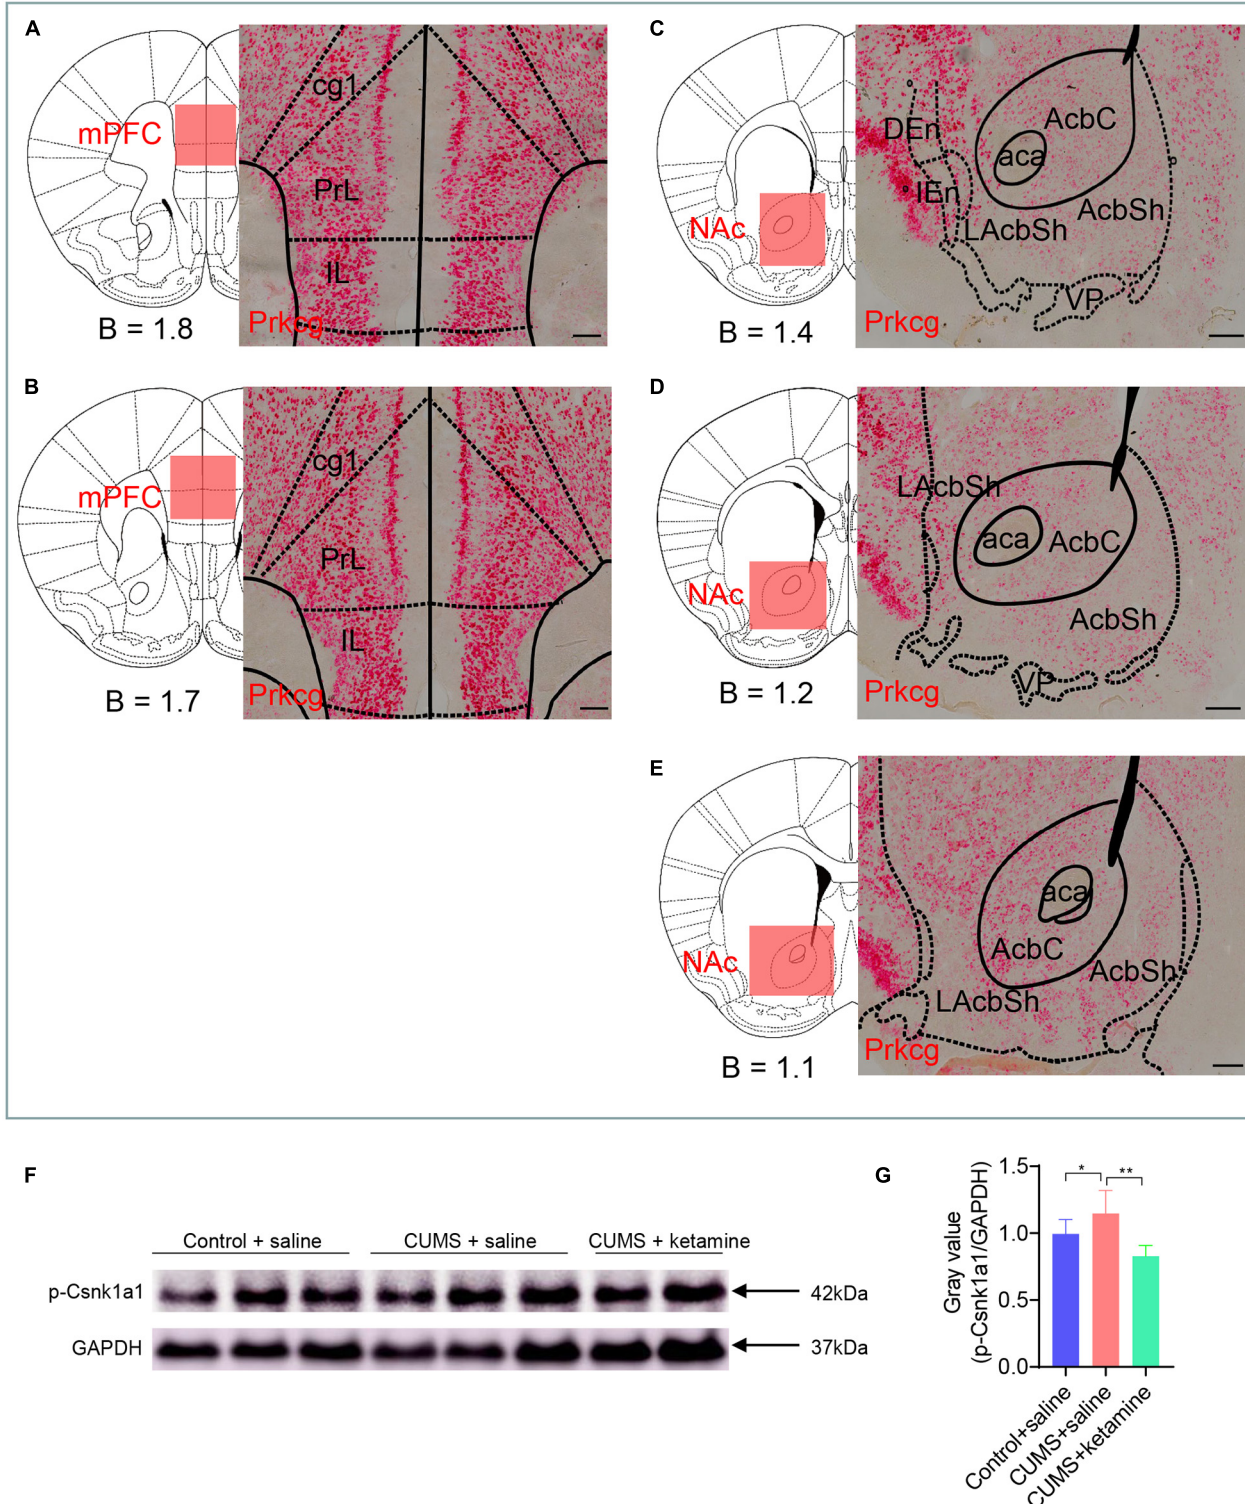 A
mPFC
B = 1.8
cg1
PrL
IL
Prkcg
B
mPFC
B = 1.7
cg1
PrL
IL
Prkcg
C
NAc
B = 1.4
DEn
IEn
aca
AcbC
AcbSh
LAcbSh
VP
Prkcg
D
NAc
B = 1.2
LAcbSh
aca
AcbC
AcbSh
VP
Prkcg
E
NAc
B = 1.1
aca
AcbC
AcbSh
LAcbSh
Prkcg
F
Control + saline
CUMS + saline
CUMS + ketamine
p-Csnk1a1
42kDa
GAPDH
37kDa
G
Gray value
(p-Csnk1a1/GAPDH)
1.5
1.0
0.5
0.0
*
**
Control+saline
CUMS+saline
CUMS+ketamine